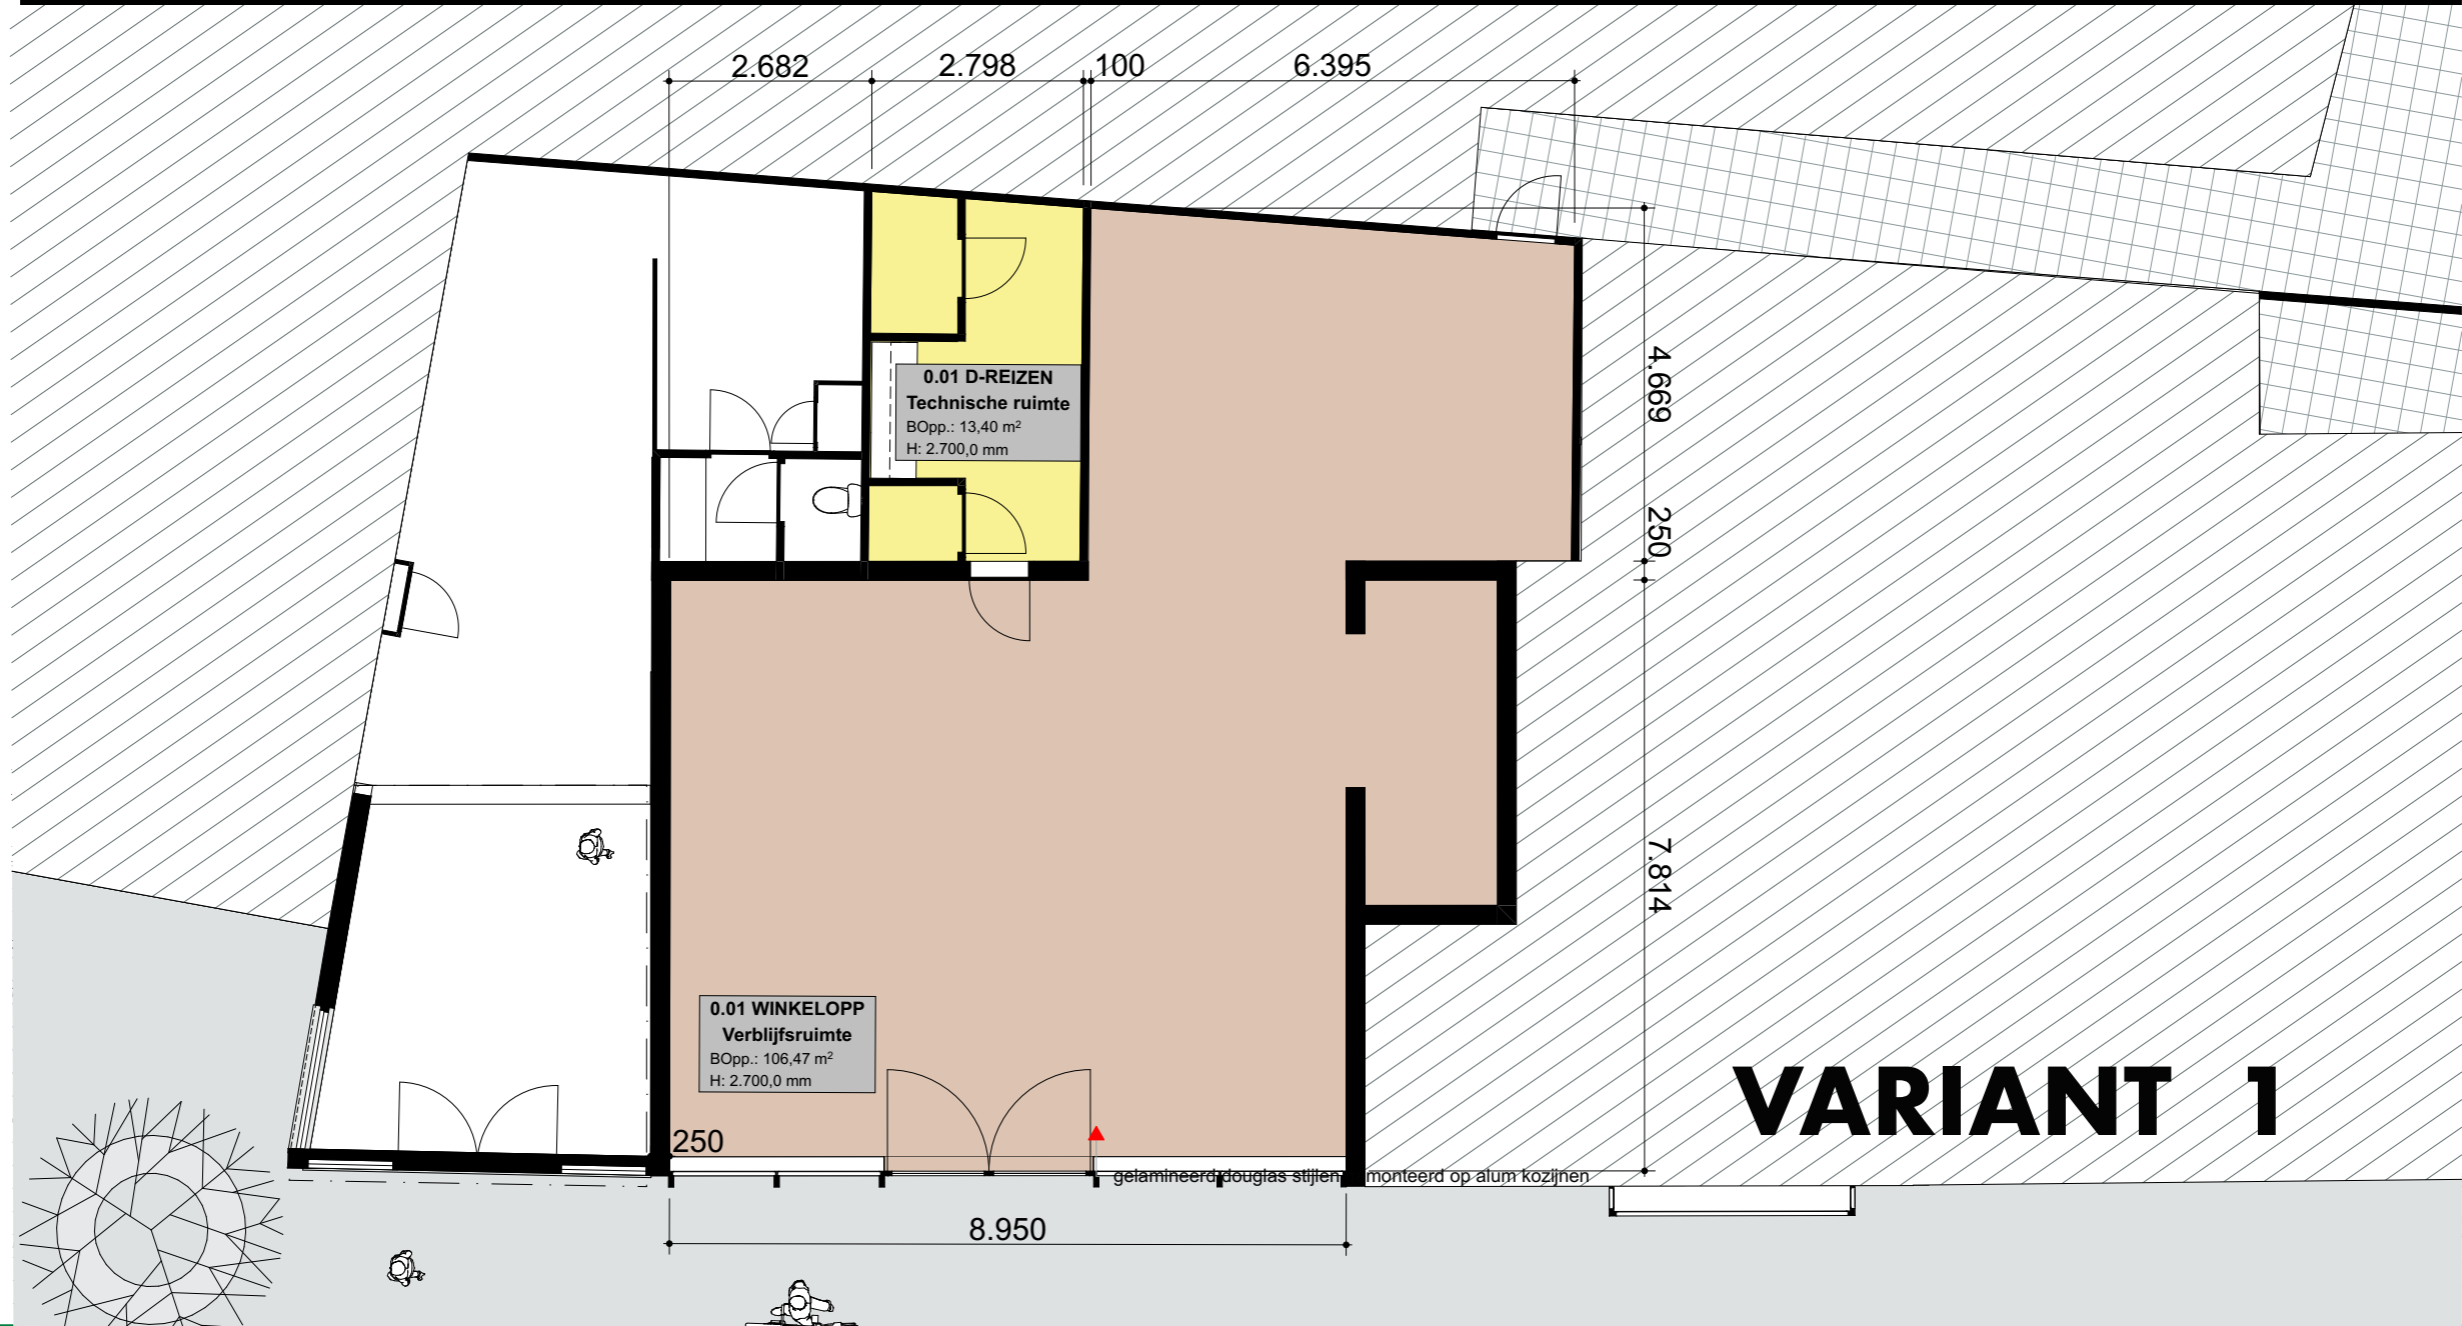 2.682 2.798 100 6.395
4.669
0.01 D-REIZEN
Technische ruimte
BOpp.: 13,40 m²
H: 2.700,0 mm
250
7.814
0.01 WINKELOPP
Verblijfsruimte
BOpp.: 106,47 m²
H: 2.700,0 mm
VARIANT 1
250
gelamineerd douglas stijlen monteerd op alum kozijnen
8.950